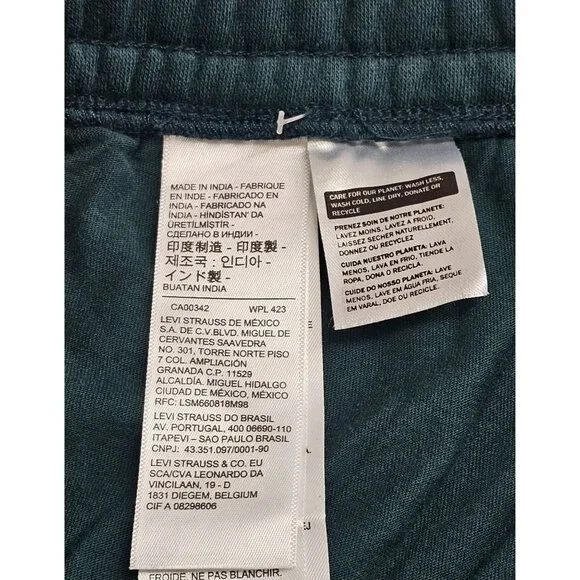 MADE IN INDIA - FABRIQUE
EN INDE - FABRICADO EN
INDIA - FABRICADO NA
ÍNDIA - HİNDİSTAN' DA
ÜRETİLMİŞTİR -
СДЕЛАНО В ИНДИИ -
印度制造 - 印度製 -
제조국 : 인디아 -
インド製 -
BUATAN INDIA
CA00342 WPL 423
LEVI STRAUSS DE MÉXICO
S.A. DE C.V.BLVD. MIGUEL DE
CERVANTES SAAVEDRA
NO. 301, TORRE NORTE PISO
7 COL. AMPLIACIÓN
GRANADA C.P. 11529
ALCALDÍA. MIGUEL HIDALGO
CIUDAD DE MÉXICO, MÉXICO
RFC: LSM660818M98
LEVI STRAUSS DO BRASIL
AV. PORTUGAL, 400 06690-110
ITAPEVI – SAO PAULO BRASIL
CNPJ: 43.351.097/0001-90
LEVI STRAUSS & CO. EU
SCA/CVA LEONARDO DA
VINCILAAN, 19 - D
1831 DIEGEM, BELGIUM
CIF A 08298606
FROIDE. NE PAS BLANCHIR.
CARE FOR OUR PLANET: WASH LESS,
WASH COLD, LINE DRY, DONATE OR
RECYCLE
PRENEZ SOIN DE NOTRE PLANETE:
LAVEZ MOINS, LAVEZ A FROID,
LAISSEZ SECHER NATURELLEMENT,
DONNEZ OU RECYCLEZ
CUIDA NUESTRO PLANETA: LAVA
MENOS, LAVA EN FRIO, TIENDE LA
ROPA, DONA O RECICLA
CUIDE DO NOSSO PLANETA: LAVE
MENOS, LAVE EM ÁGUA FRIA, SEQUE
EM VARAL, DOE OU RECICLE.